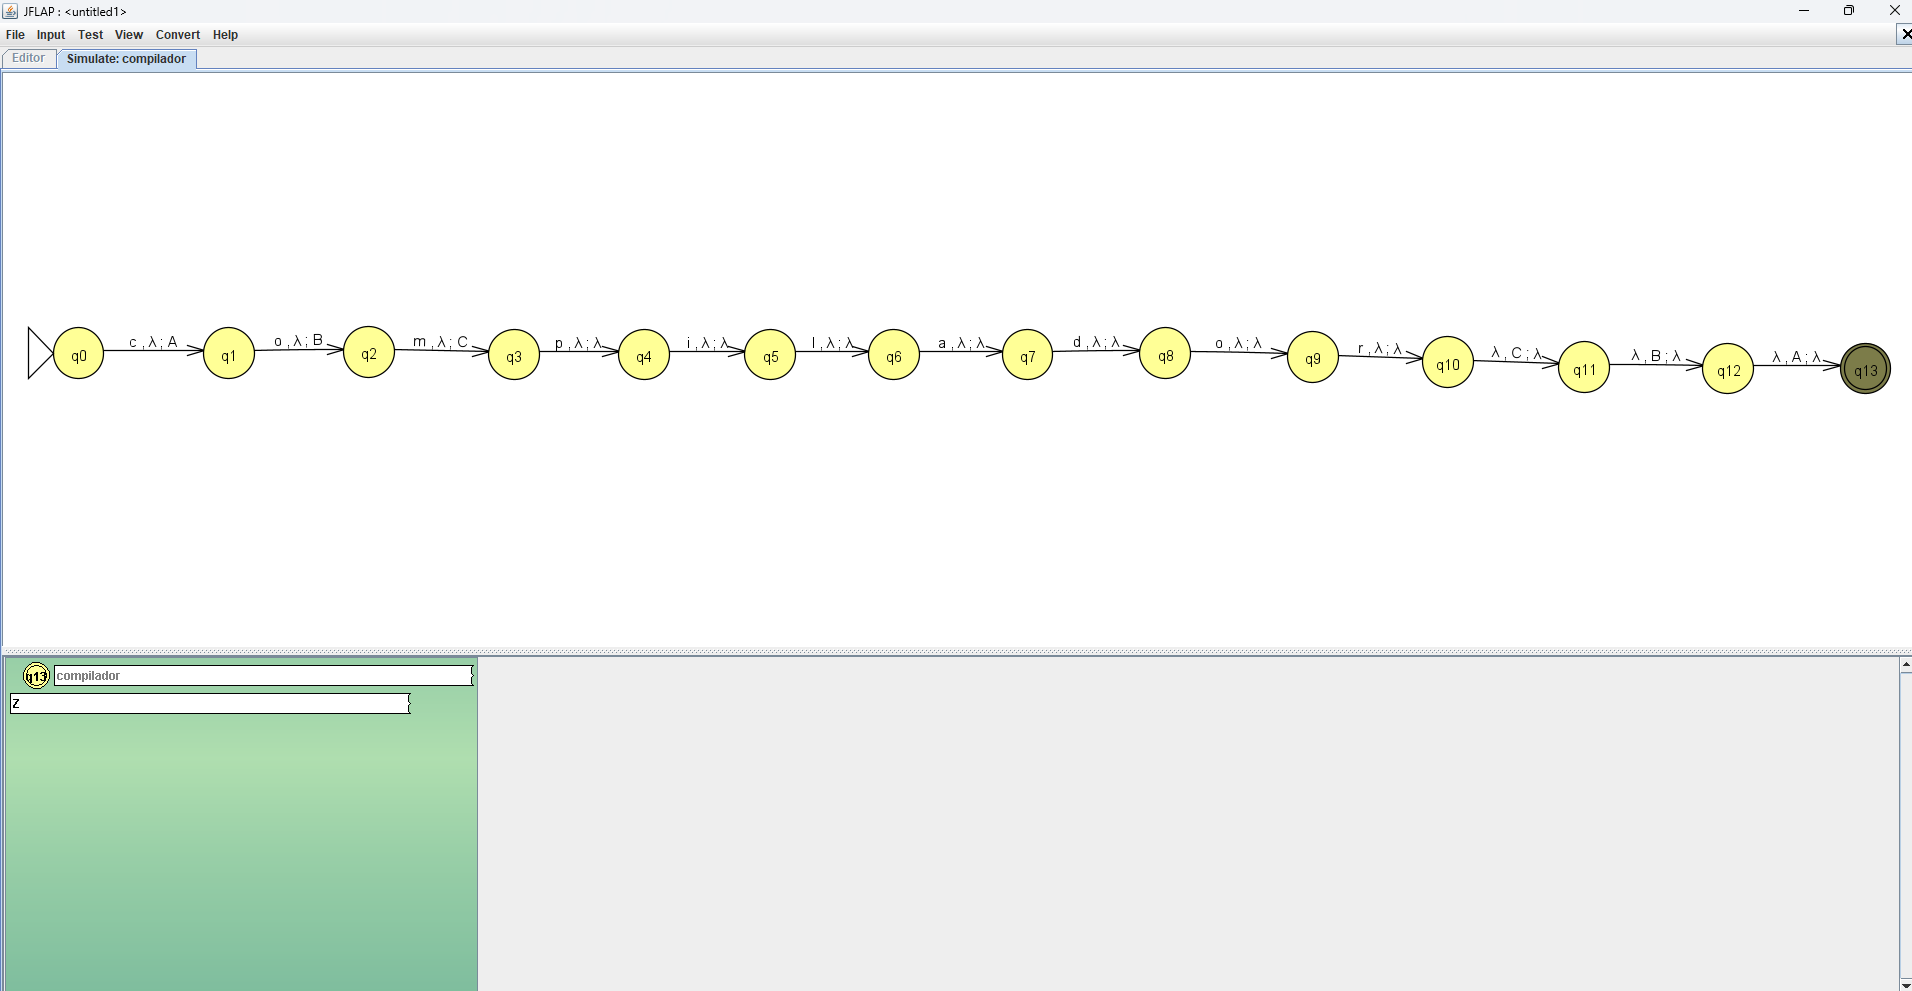 JFLAP : <untitled1>
File Input Test View Convert Help
Editor Simulate: compilador
c , λ ; A o , λ ; B m , λ ; C p , λ ; λ i , λ ; λ l , λ ; λ a , λ ; λ d , λ ; λ o , λ ; λ r , λ ; λ λ , C ; λ λ , B ; λ λ , A ; λ
q0 q1 q2 q3 q4 q5 q6 q7 q8 q9 q10 q11 q12 q13
q13 compilador
Z